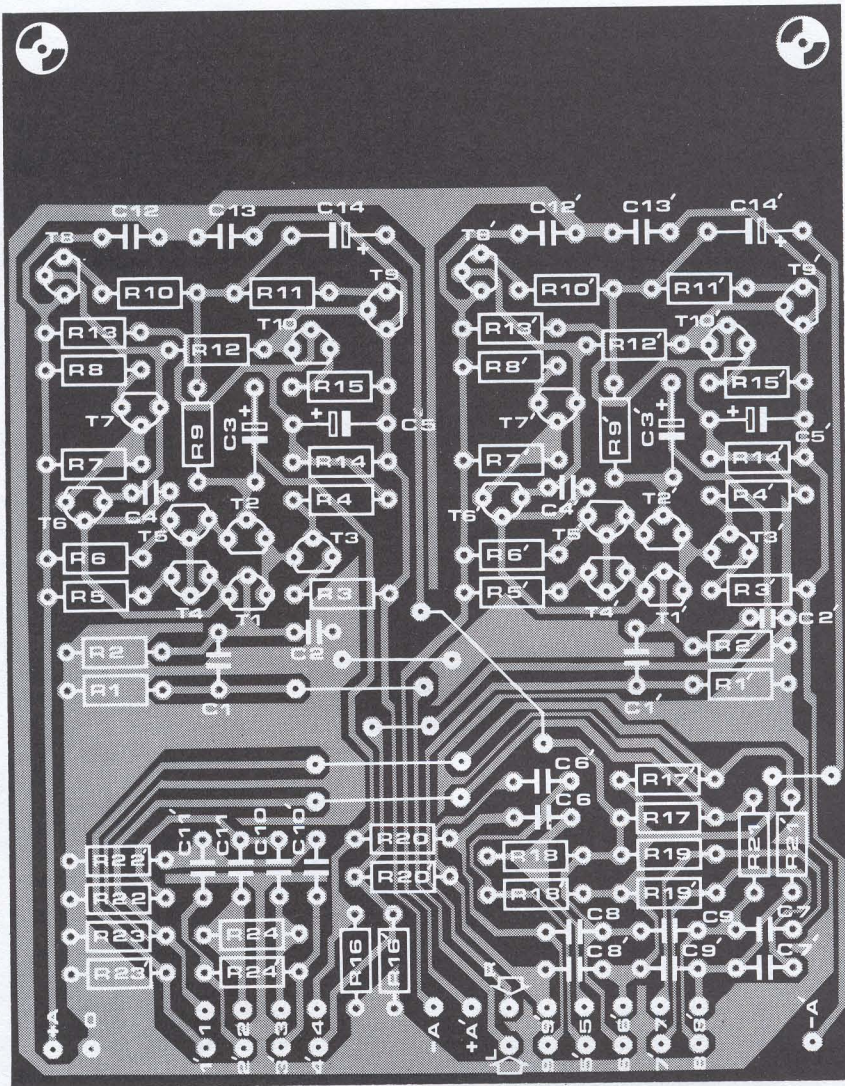 C12 C13 C14 C12′ C13′ C14′
T8 T9 T8′ T9′
R10 R11 R10′ R11′
R13 T10 R13′ T10′
R12 R12′
R8 R15 R8′ R15′
T7 R9 C3 + + C5 T7′ R9′ C3′ + + C5′
R7 R14 R7′ R14′
C4 R4 C4′ R4′
T6 T5 T2 T6′ T5′ T2′
T3 T3′
R6 R6′
R5 R3 R5′ R3′
T4 T1 T4′ T1′
C2 C2′
R2 R2′
R1 R1′
C1 C1′
C6′ R17′
C6 R17
C11′ C11 C10 C10′ R20 R18 R19 R21 R21′
R22′ R20′ R18′ R19′
R22
R23 R24 R16 R16′ C8 C9 C7
R23′ R24′ C8′ C9′ C7′
+A 0 1 2 3 4 -A +A′ R 9′ 5 6′ 7 8′ -A′
1′ 2′ 3′ 4′ L 9 5′ 6 7′ 8